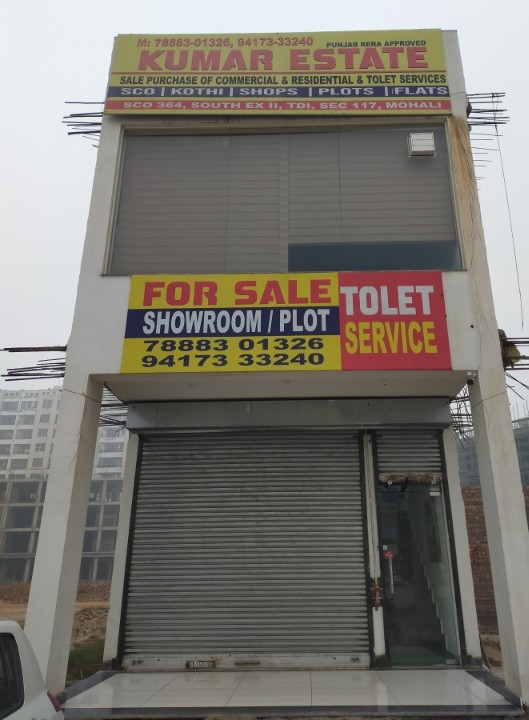 M: 78883-01326, 94173-33240 PUNJAB RERA APPROVED
KUMAR ESTATE
SALE PURCHASE OF COMMERCIAL & RESIDENTIAL & TOLET SERVICES
SCO | KOTHI | SHOPS | PLOTS | FLATS
SCO 364, SOUTH EX II, TDI, SEC 117, MOHALI
FOR SALE
SHOWROOM / PLOT
78883 01326
94173 33240
TOLET
SERVICE